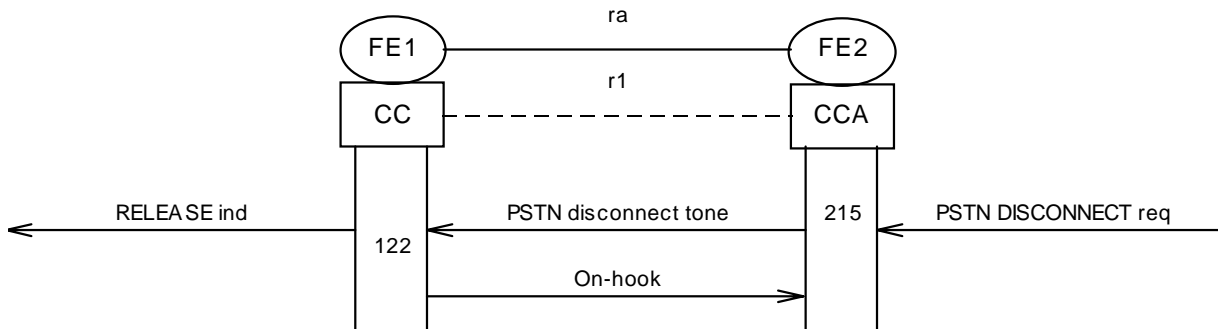 ra
FE1
FE2
r1
CC
CCA
RELEASE ind
PSTN disconnect tone
215
PSTN DISCONNECT req
122
On-hook